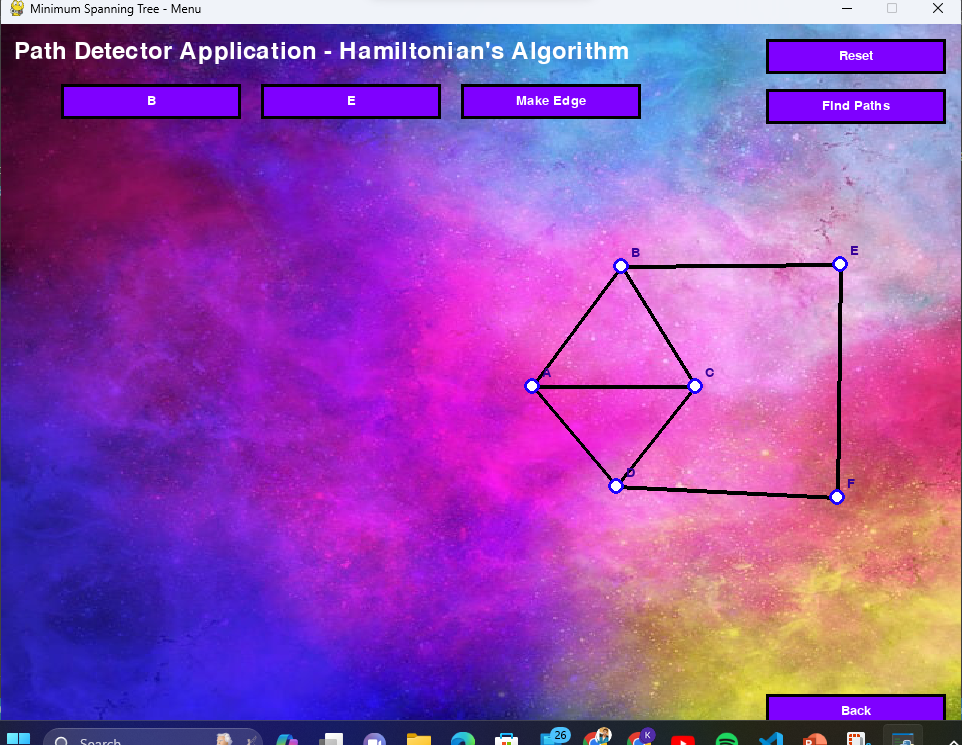 Minimum Spanning Tree - Menu
Path Detector Application - Hamiltonian's Algorithm
Reset
B
E
Make Edge
Find Paths
B
E
A
C
D
F
Back
Search
26
K